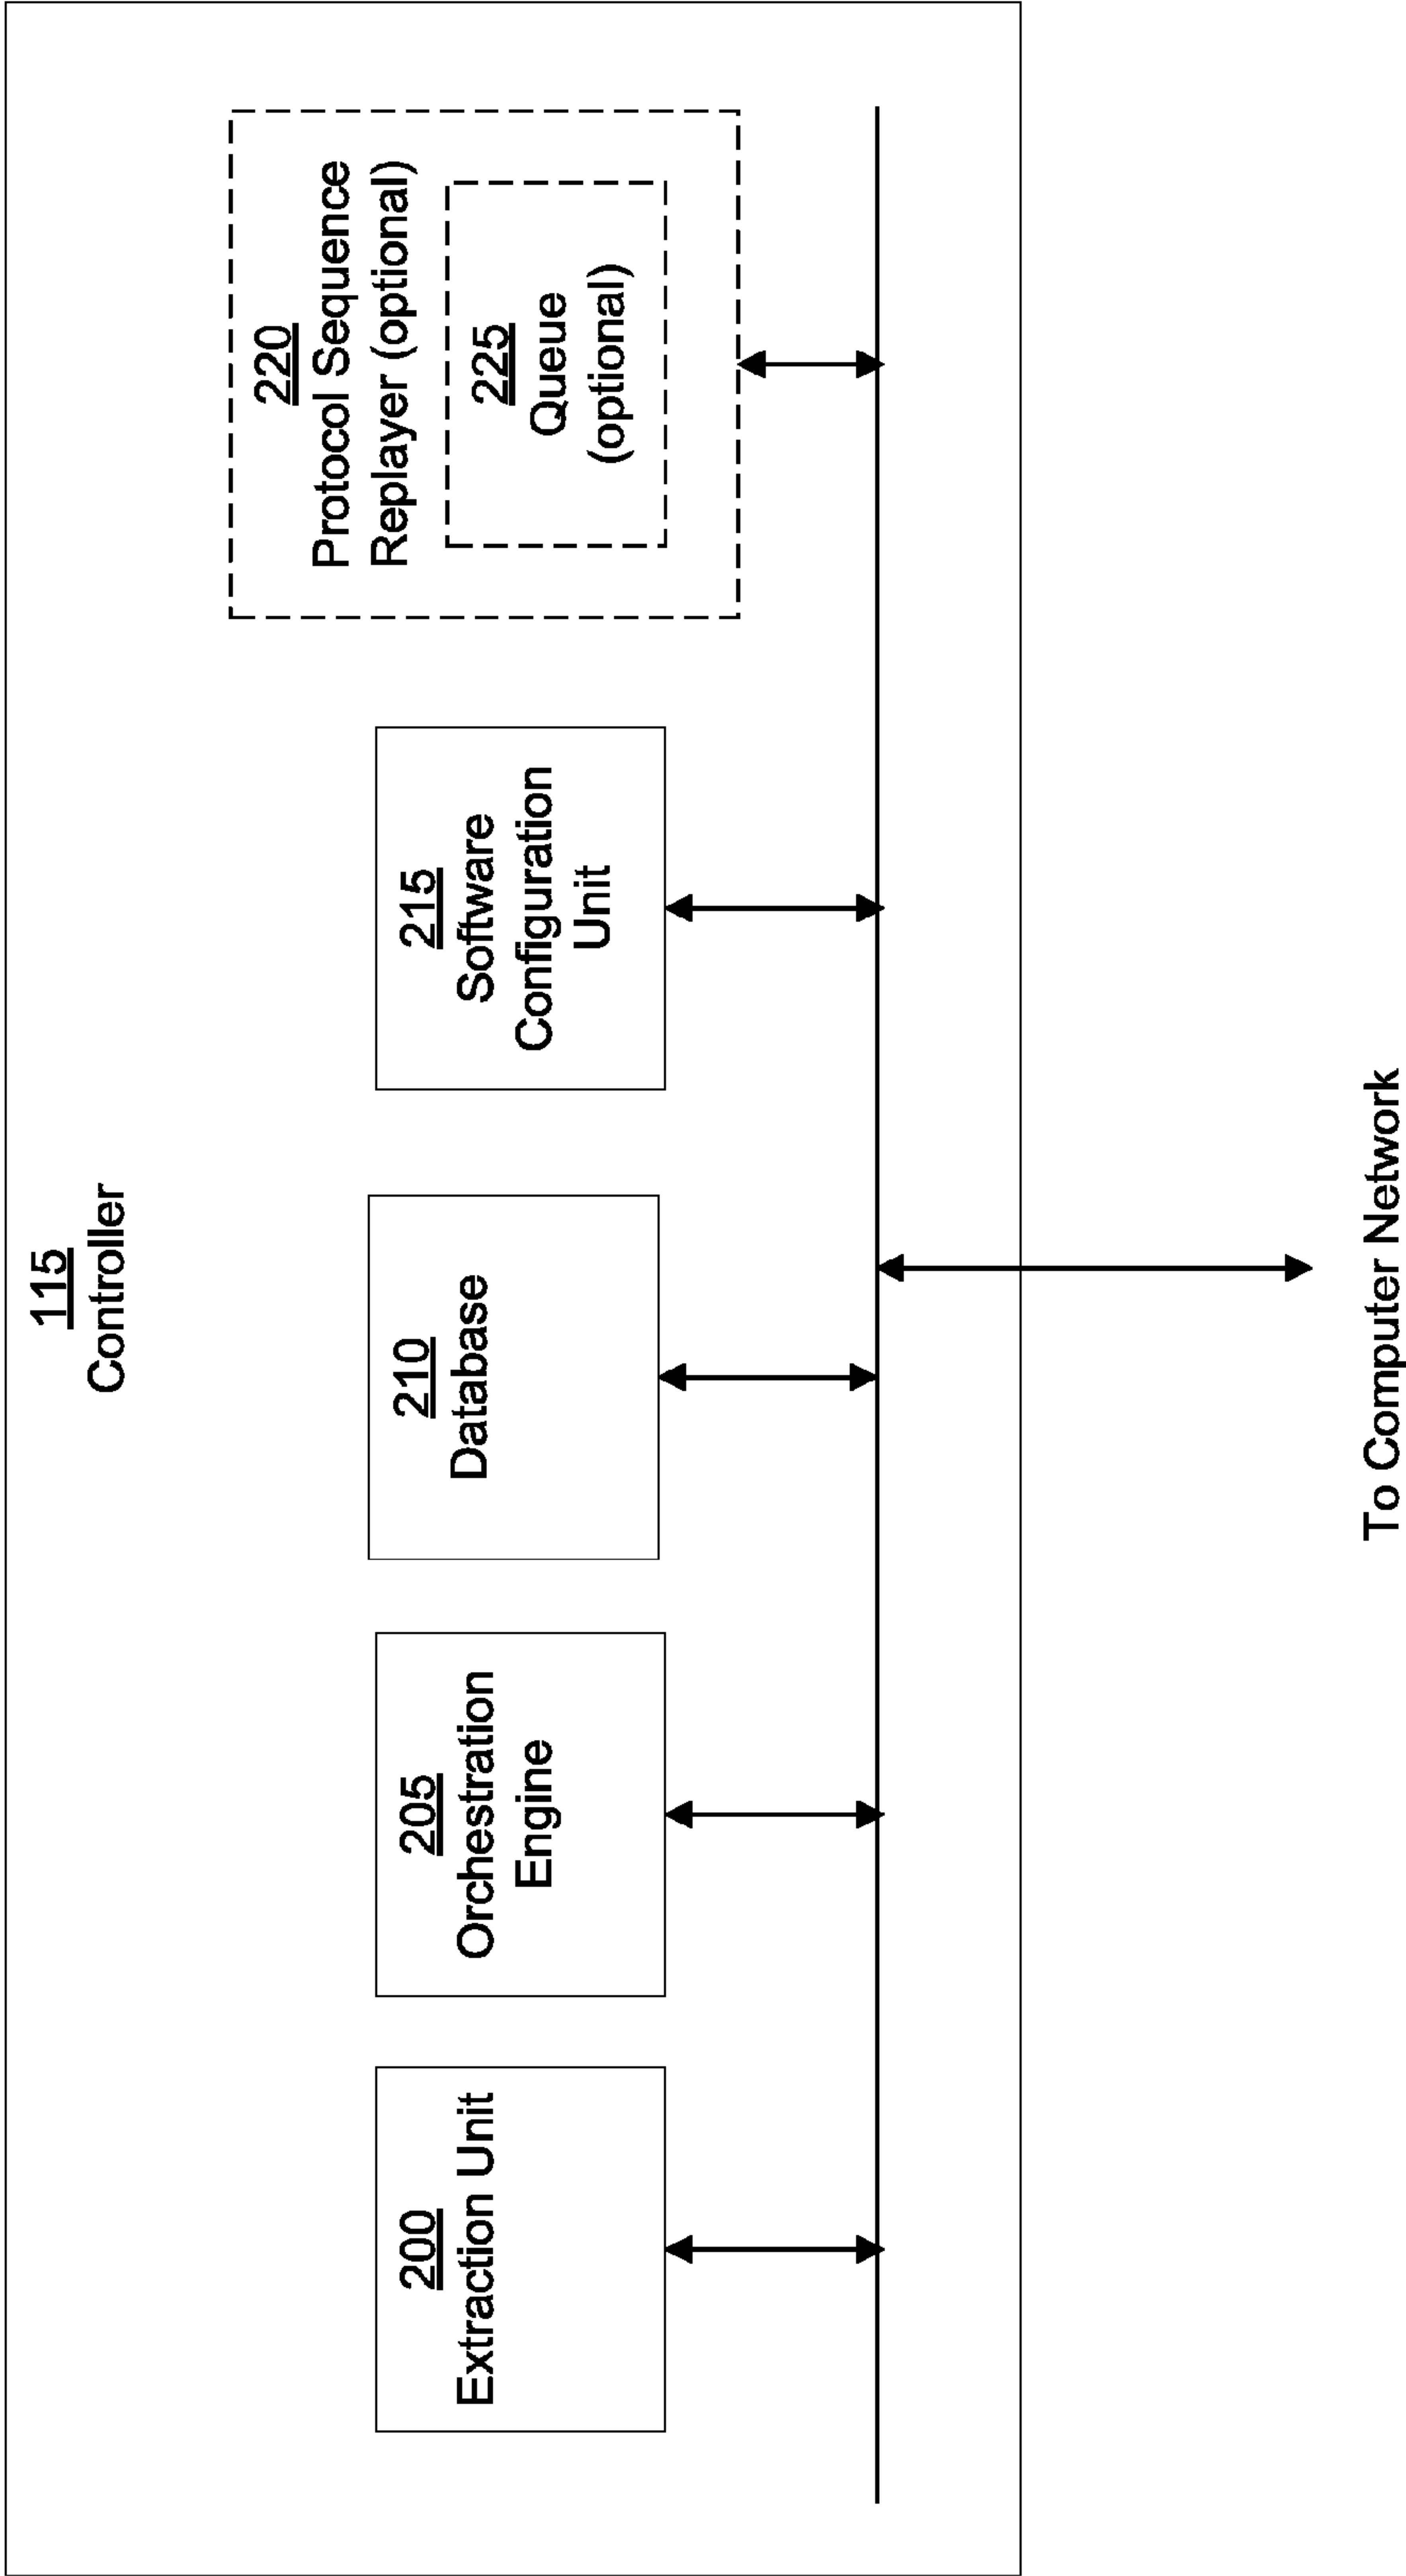 115
Controller
200
Extraction Unit
205
Orchestration
Engine
210
Database
215
Software
Configuration
Unit
220
Protocol Sequence
Replayer (optional)
225
Queue
(optional)
To Computer Network